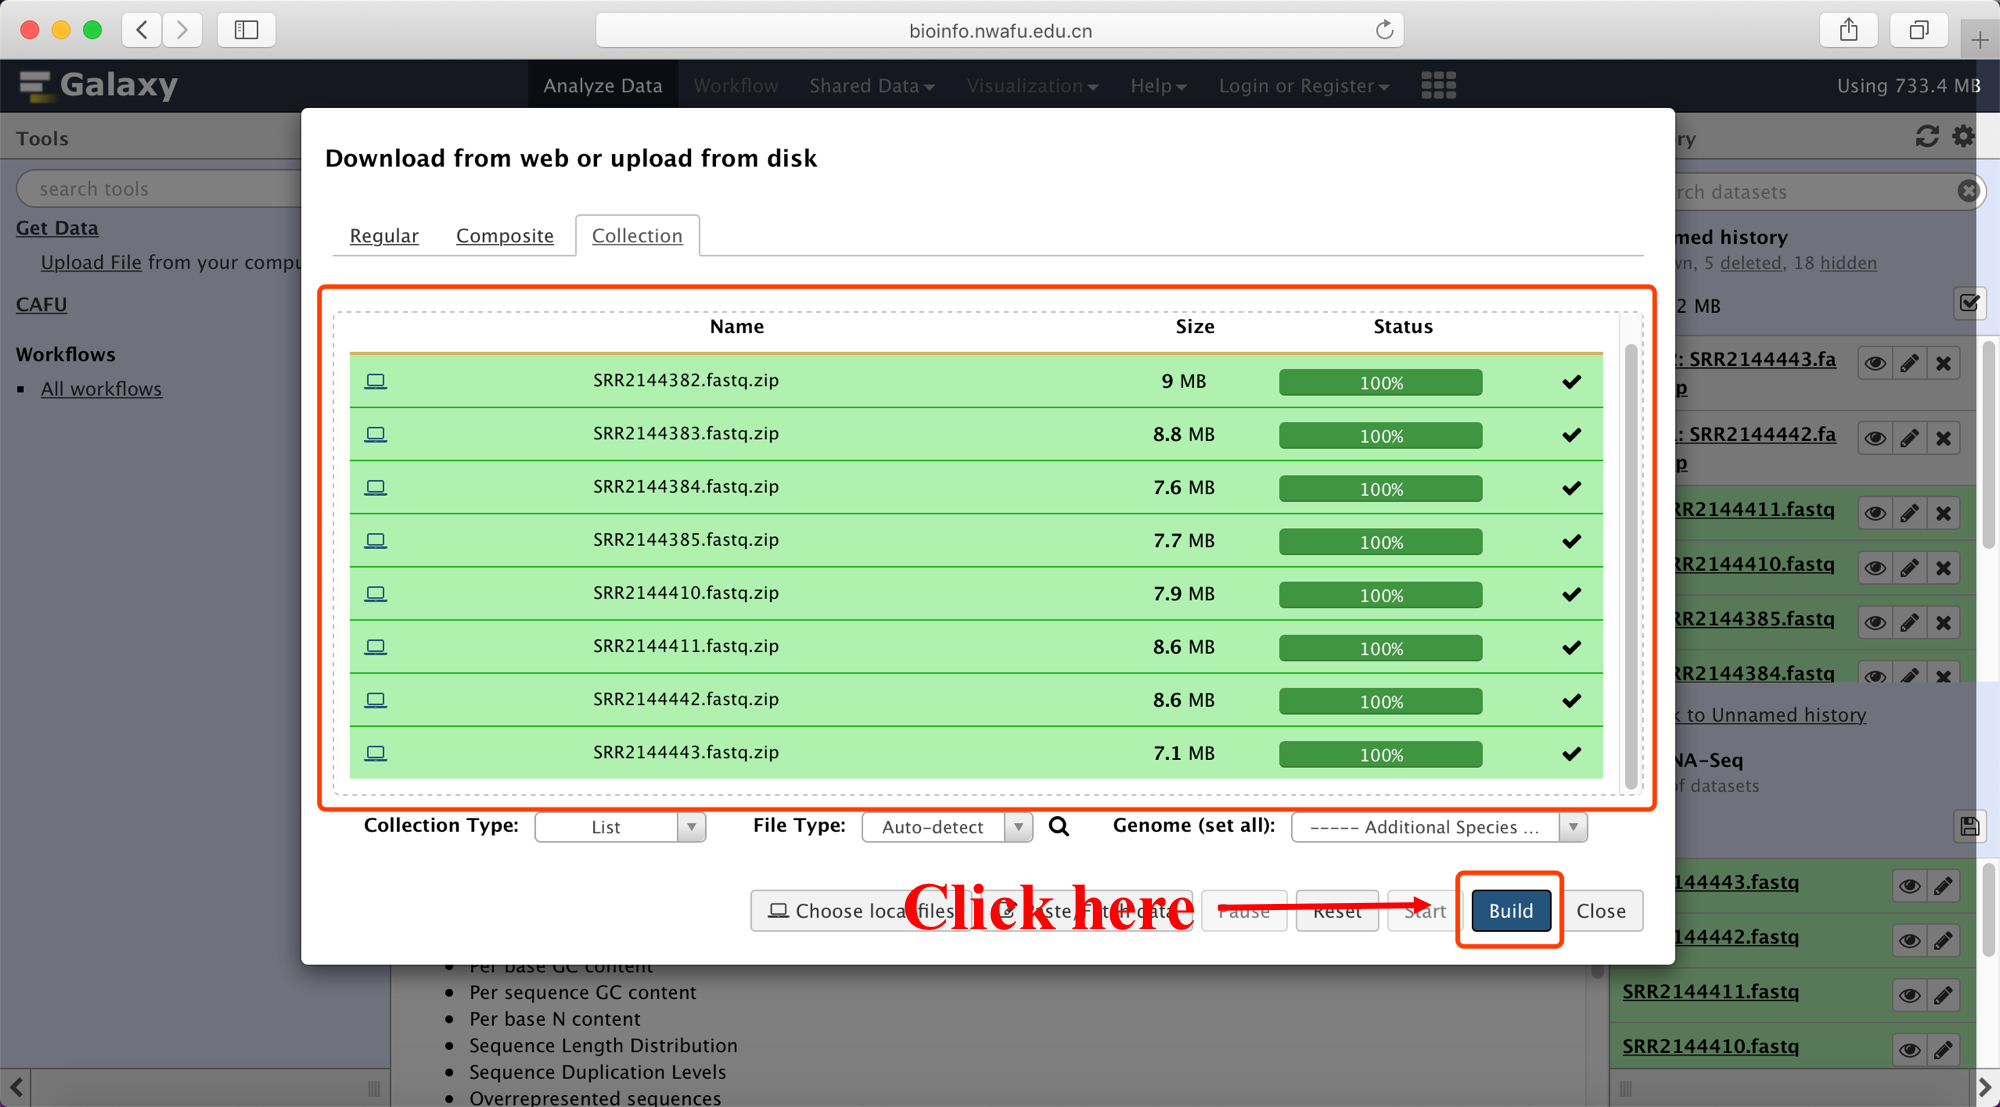 bioinfo.nwafu.edu.cn
Galaxy
Analyze Data
Workflow
Shared Data
Visualization
Help
Login or Register
Using 733.4 MB
Tools
search tools
Get Data
Upload File from your compu
CAFU
Workflows
All workflows
Download from web or upload from disk
Regular
Composite
Collection
Name Size Status
SRR2144382.fastq.zip 9 MB 100%
SRR2144383.fastq.zip 8.8 MB 100%
SRR2144384.fastq.zip 7.6 MB 100%
SRR2144385.fastq.zip 7.7 MB 100%
SRR2144410.fastq.zip 7.9 MB 100%
SRR2144411.fastq.zip 8.6 MB 100%
SRR2144442.fastq.zip 8.6 MB 100%
SRR2144443.fastq.zip 7.1 MB 100%
Collection Type: List File Type: Auto-detect Genome (set all): ----- Additional Species ...
Choose local files
Click here
Pause
Reset
Start
Build
Close
Per base GC content
Per sequence GC content
Per base N content
Sequence Length Distribution
Sequence Duplication Levels
Overrepresented sequences
ry
rch datasets
med history
wn, 5 deleted, 18 hidden
2 MB
2: SRR2144443.fa
p
1: SRR2144442.fa
p
RR2144411.fastq
RR2144410.fastq
RR2144385.fastq
RR2144384.fastq
k to Unnamed history
NA-Seq
of datasets
144443.fastq
144442.fastq
SRR2144411.fastq
SRR2144410.fastq